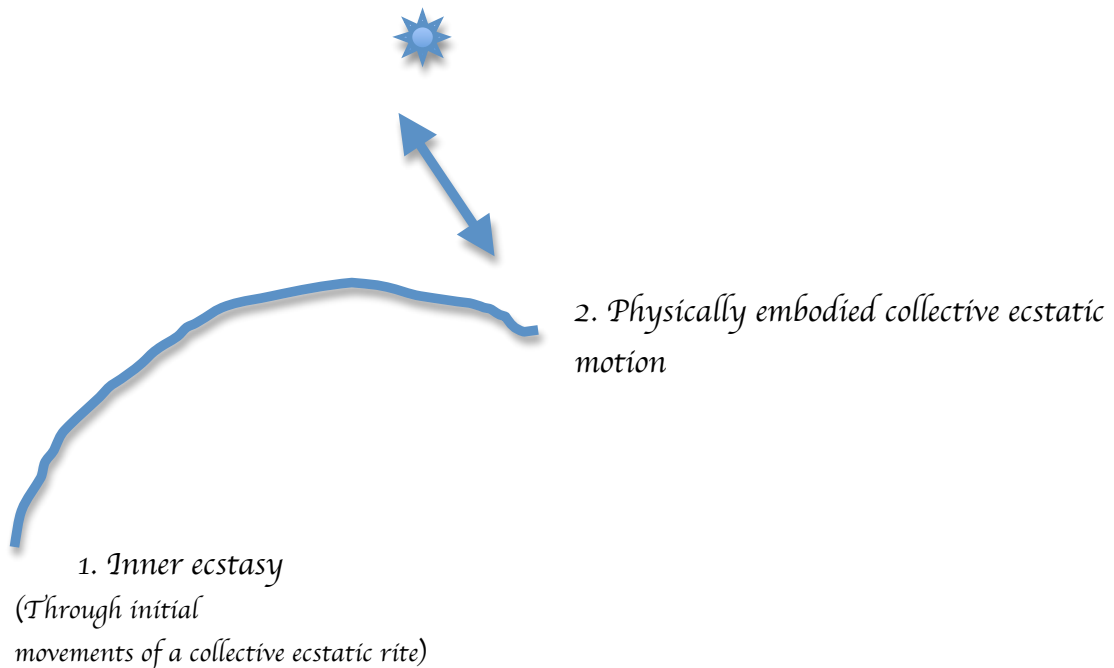 2. Physically embodied collective ecstatic
motion
1. Inner ecstasy
(Through initial
movements of a collective ecstatic rite)